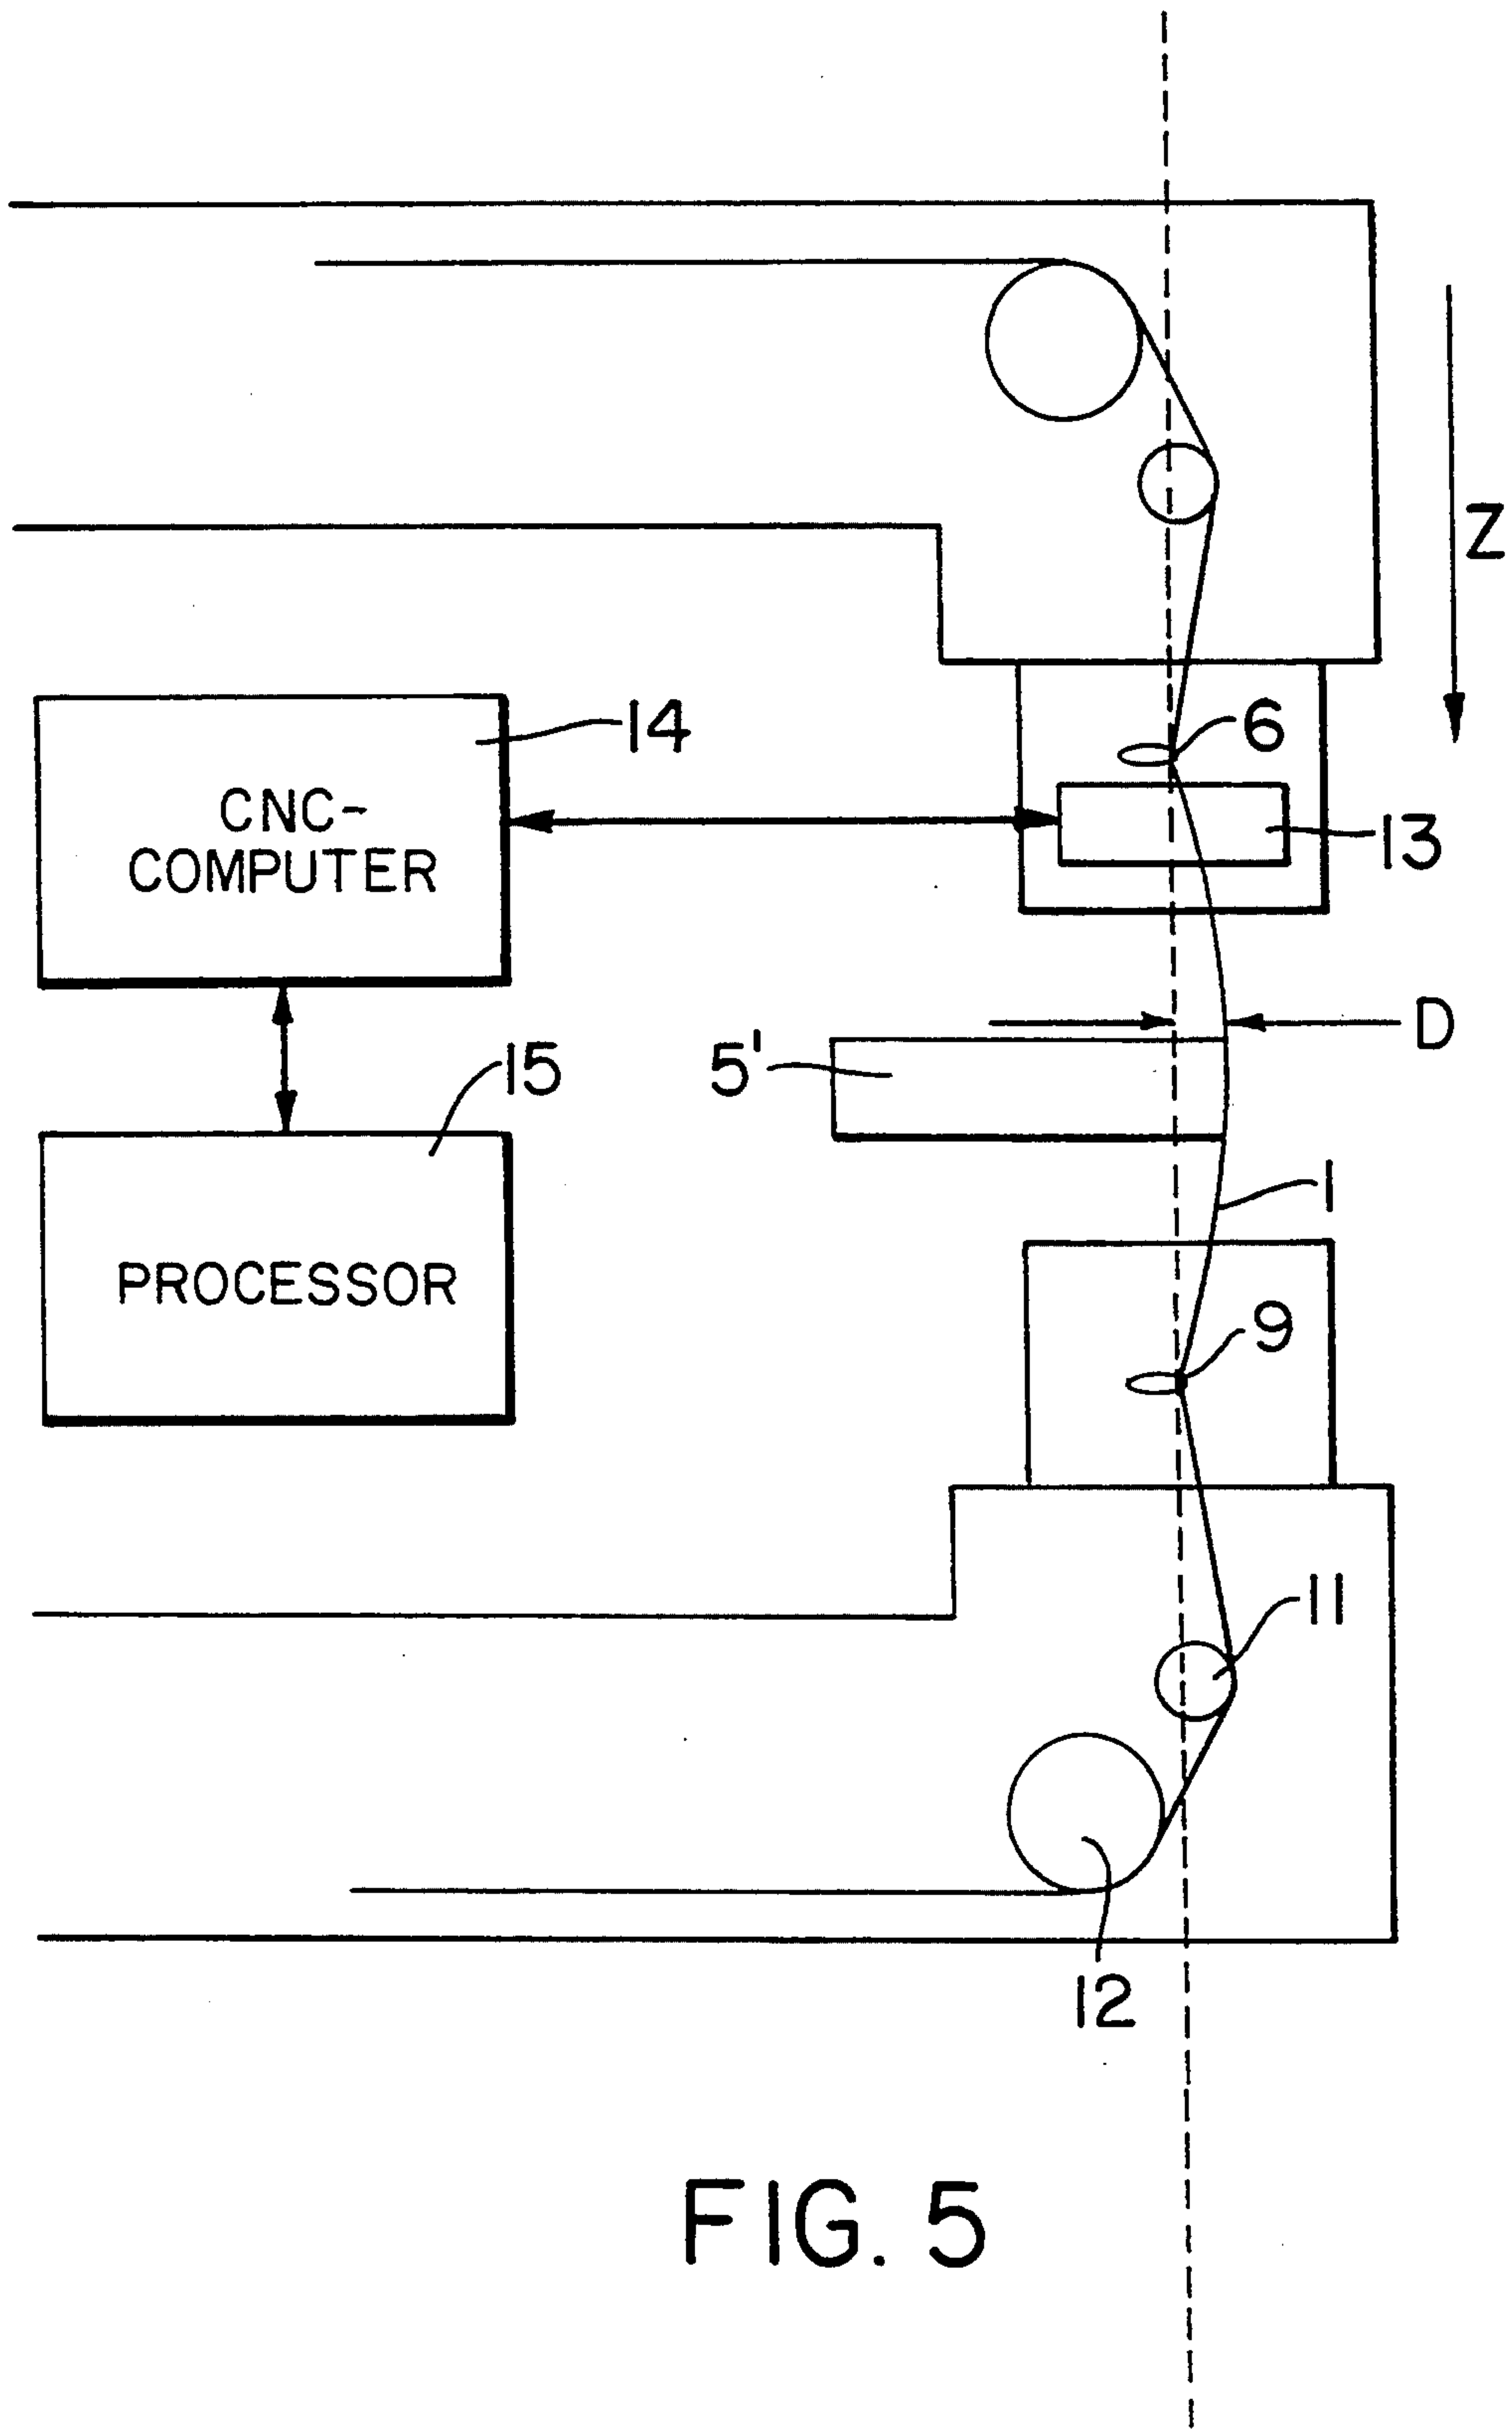 Z
14
6
CNC-
COMPUTER
13
D
5'
15
1
PROCESSOR
9
11
12
FIG. 5